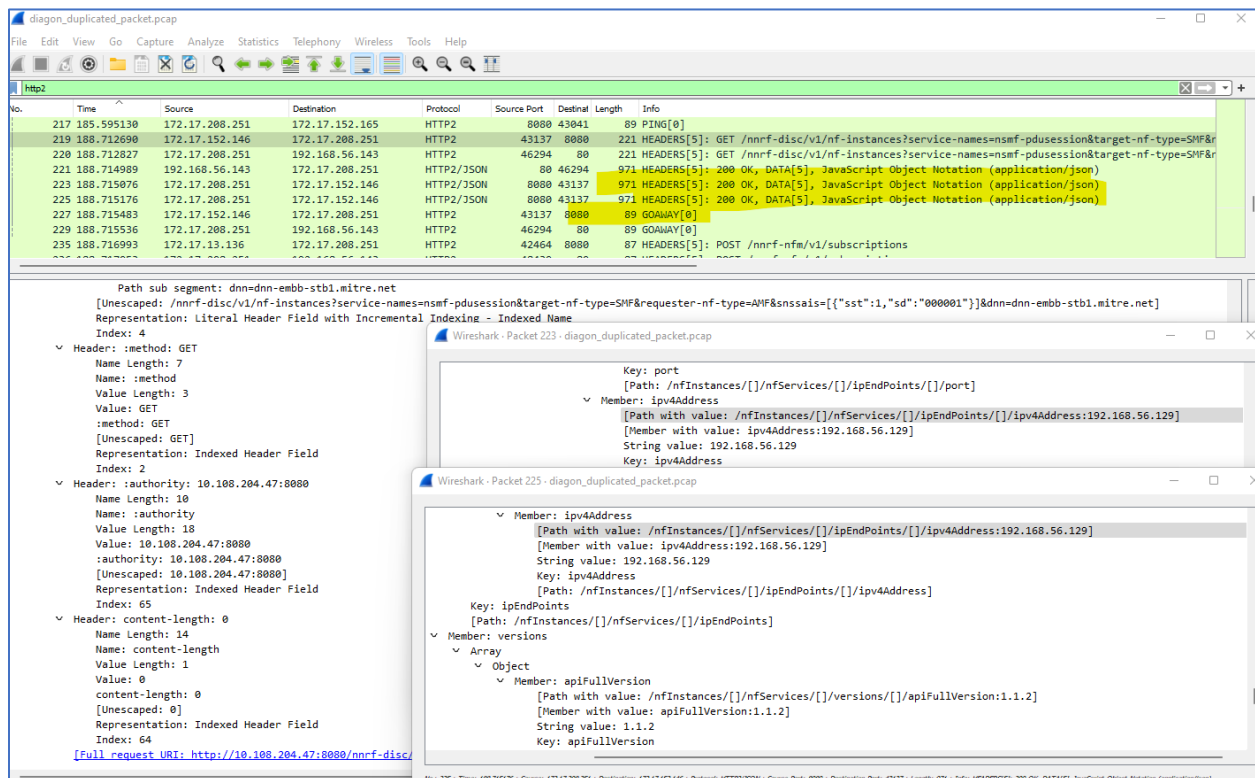 diagon_duplicated_packet.pcap
File Edit View Go Capture Analyze Statistics Telephony Wireless Tools Help
http2
No. Time Source Destination Protocol Source Port Destinat Length Info
217 185.595130 172.17.208.251 172.17.152.165 HTTP2 8080 43041 89 PING[0]
219 188.712690 172.17.152.146 172.17.208.251 HTTP2 43137 8080 221 HEADERS[5]: GET /nnrf-disc/v1/nf-instances?service-names=nsmf-pdusession&target-nf-type=SMF&r
220 188.712827 172.17.208.251 192.168.56.143 HTTP2 46294 80 221 HEADERS[5]: GET /nnrf-disc/v1/nf-instances?service-names=nsmf-pdusession&target-nf-type=SMF&r
221 188.714989 192.168.56.143 172.17.208.251 HTTP2/JSON 80 46294 971 HEADERS[5]: 200 OK, DATA[5], JavaScript Object Notation (application/json)
223 188.715076 172.17.208.251 172.17.152.146 HTTP2/JSON 8080 43137 971 HEADERS[5]: 200 OK, DATA[5], JavaScript Object Notation (application/json)
225 188.715176 172.17.208.251 172.17.152.146 HTTP2/JSON 8080 43137 971 HEADERS[5]: 200 OK, DATA[5], JavaScript Object Notation (application/json)
227 188.715483 172.17.152.146 172.17.208.251 HTTP2 43137 8080 89 GOAWAY[0]
229 188.715536 172.17.208.251 192.168.56.143 HTTP2 46294 80 89 GOAWAY[0]
235 188.716993 172.17.13.136 172.17.208.251 HTTP2 42464 8080 87 HEADERS[5]: POST /nnrf-nfm/v1/subscriptions
Path sub segment: dnn=dnn-embb-stb1.mitre.net
[Unescaped: /nnrf-disc/v1/nf-instances?service-names=nsmf-pdusession&target-nf-type=SMF&requester-nf-type=AMF&snssais=[{"sst":1,"sd":"000001"}]&dnn=dnn-embb-stb1.mitre.net]
Representation: Literal Header Field with Incremental Indexing - Indexed Name
Index: 4
Header: :method: GET
Name Length: 7
Name: :method
Value Length: 3
Value: GET
:method: GET
[Unescaped: GET]
Representation: Indexed Header Field
Index: 2
Header: :authority: 10.108.204.47:8080
Name Length: 10
Name: :authority
Value Length: 18
Value: 10.108.204.47:8080
:authority: 10.108.204.47:8080
[Unescaped: 10.108.204.47:8080]
Representation: Indexed Header Field
Index: 65
Header: content-length: 0
Name Length: 14
Name: content-length
Value Length: 1
Value: 0
content-length: 0
[Unescaped: 0]
Representation: Indexed Header Field
Index: 64
[Full request URI: http://10.108.204.47:8080/nnrf-disc/
Wireshark · Packet 223 · diagon_duplicated_packet.pcap
Key: port
[Path: /nfInstances/[]/nfServices/[]/ipEndPoints/[]/port]
Member: ipv4Address
[Path with value: /nfInstances/[]/nfServices/[]/ipEndPoints/[]/ipv4Address:192.168.56.129]
[Member with value: ipv4Address:192.168.56.129]
String value: 192.168.56.129
Key: ipv4Address
Wireshark · Packet 225 · diagon_duplicated_packet.pcap
Member: ipv4Address
[Path with value: /nfInstances/[]/nfServices/[]/ipEndPoints/[]/ipv4Address:192.168.56.129]
[Member with value: ipv4Address:192.168.56.129]
String value: 192.168.56.129
Key: ipv4Address
[Path: /nfInstances/[]/nfServices/[]/ipEndPoints/[]/ipv4Address]
Key: ipEndPoints
[Path: /nfInstances/[]/nfServices/[]/ipEndPoints]
Member: versions
Array
Object
Member: apiFullVersion
[Path with value: /nfInstances/[]/nfServices/[]/versions/[]/apiFullVersion:1.1.2]
[Member with value: apiFullVersion:1.1.2]
String value: 1.1.2
Key: apiFullVersion